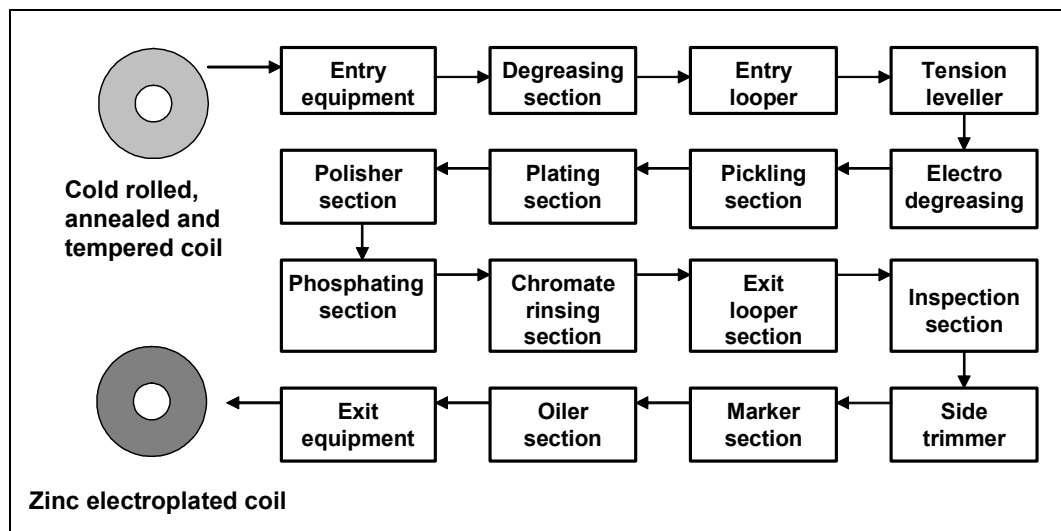 Entry
equipment
Degreasing
section
Entry
looper
Tension
leveller
Cold rolled,
annealed and
tempered coil
Electro
degreasing
Pickling
section
Plating
section
Polisher
section
Phosphating
section
Chromate
rinsing
section
Exit
looper
section
Inspection
section
Side
trimmer
Marker
section
Oiler
section
Exit
equipment
Zinc electroplated coil